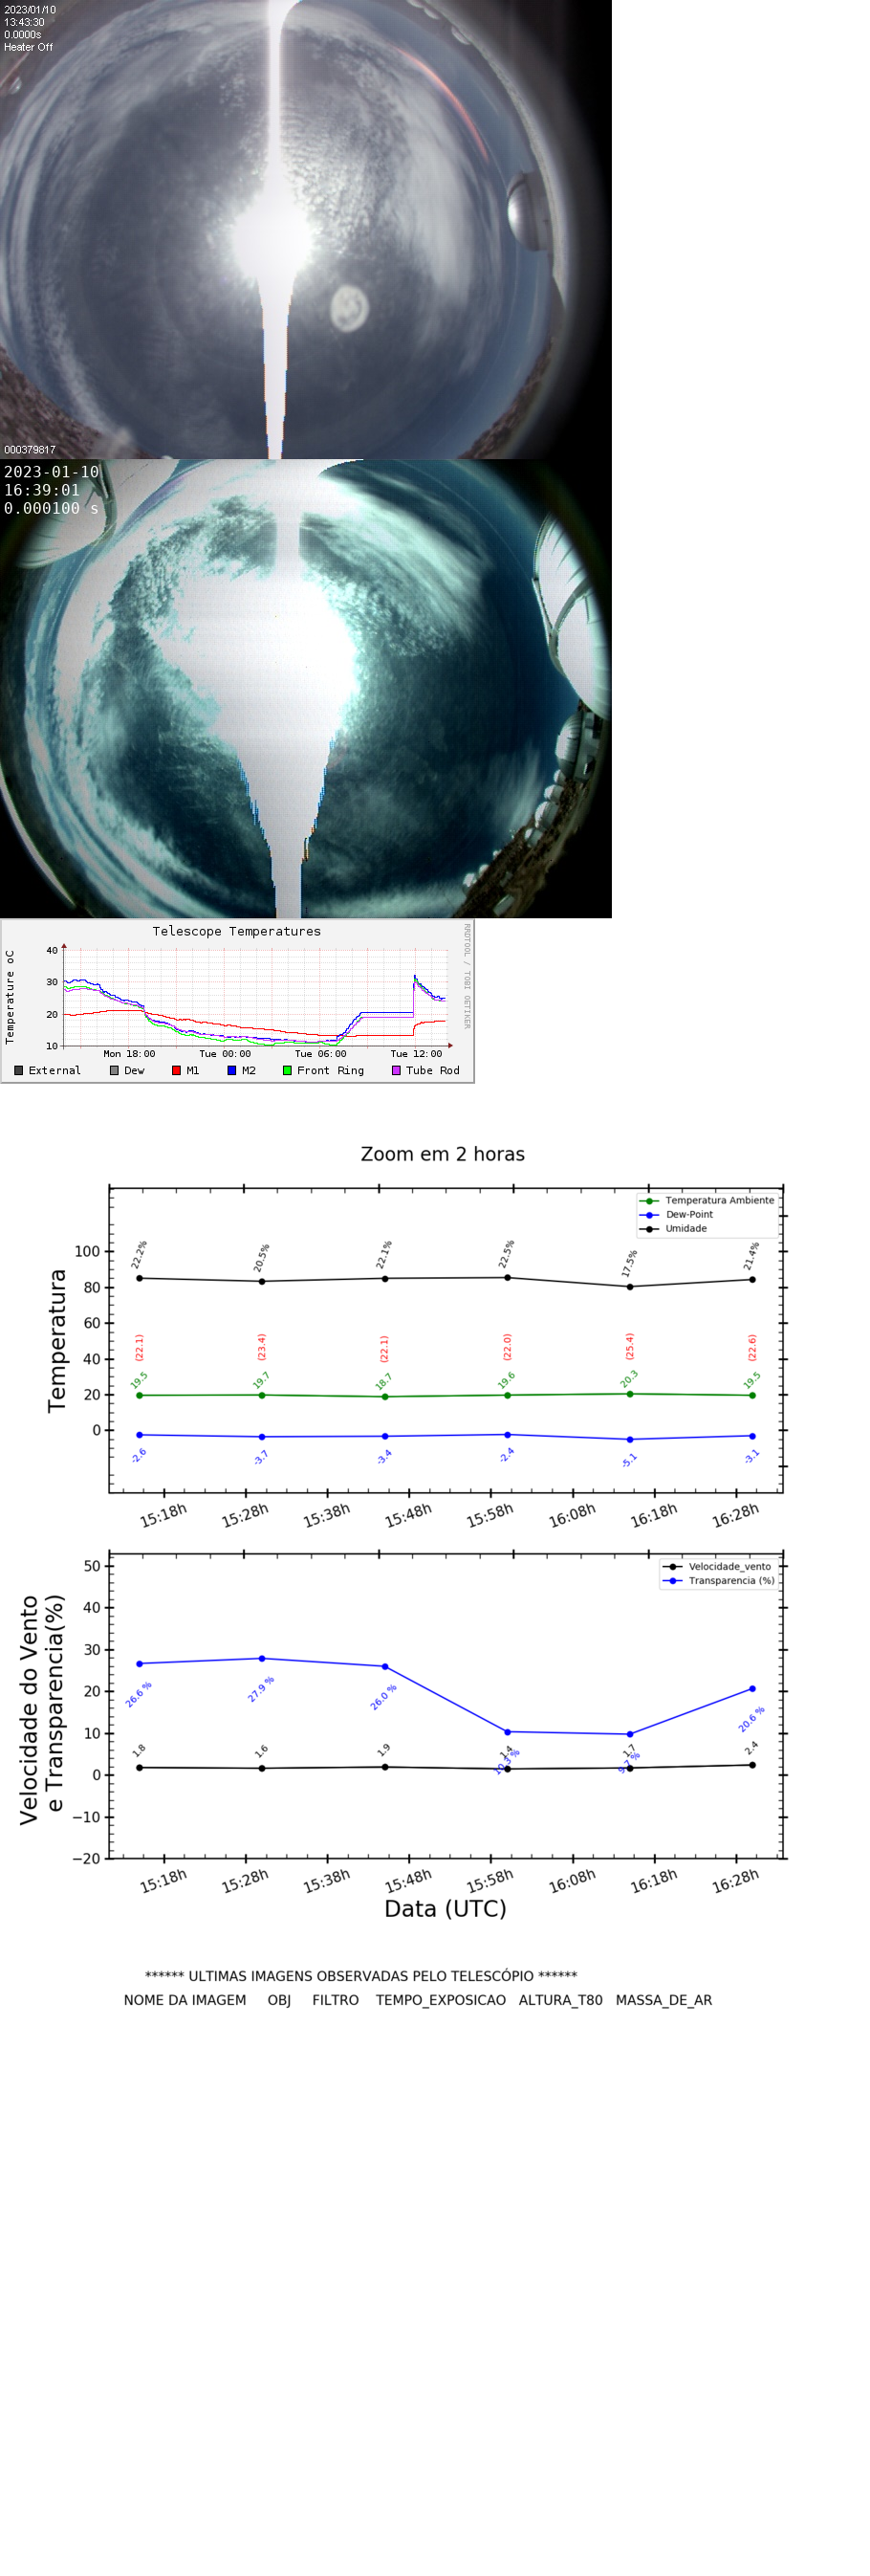 2023/01/10
13:43:30
0.0000s
Heater Off
000379817
2023-01-10
16:39:01
0.000100 s
Telescope Temperatures
RRDTOOL / TOBI OETIKER
Temperature oC
40
30
20
10
Mon 18:00 Tue 00:00 Tue 06:00 Tue 12:00
External Dew M1 M2 Front Ring Tube Rod
Zoom em 2 horas
Temperatura Ambiente
Dew-Point
Umidade
Temperatura
100
80
60
40
20
0
22.2% 20.5% 22.1% 22.5% 17.5% 21.4%
(22.1) (23.4) (22.1) (22.0) (25.4) (22.6)
19.5 19.7 18.7 19.6 20.3 19.5
-2.6 -3.7 -3.4 -2.4 -5.1 -3.1
15:18h 15:28h 15:38h 15:48h 15:58h 16:08h 16:18h 16:28h
Velocidade_vento
Transparencia (%)
Velocidade do Vento
e Transparencia(%)
50
40
30
20
10
0
−10
−20
26.6 % 27.9 % 26.0 % 10.3 % 9.7 % 20.6 %
1.8 1.6 1.9 1.4 1.7 2.4
15:18h 15:28h 15:38h 15:48h 15:58h 16:08h 16:18h 16:28h
Data (UTC)
****** ULTIMAS IMAGENS OBSERVADAS PELO TELESCÓPIO ******
NOME DA IMAGEM OBJ FILTRO TEMPO_EXPOSICAO ALTURA_T80 MASSA_DE_AR